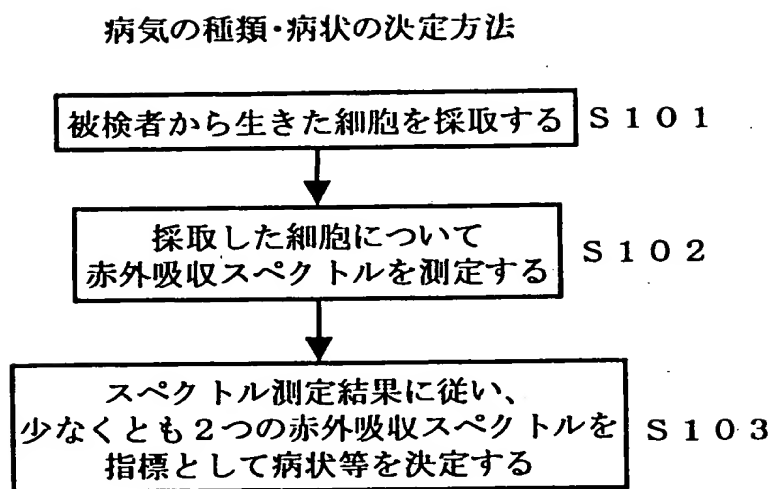 病気の種類・病状の決定方法
被検者から生きた細胞を採取する S101
採取した細胞について
赤外吸収スペクトルを測定する S102
スペクトル測定結果に従い、
少なくとも2つの赤外吸収スペクトルを
指標として病状等を決定する S103